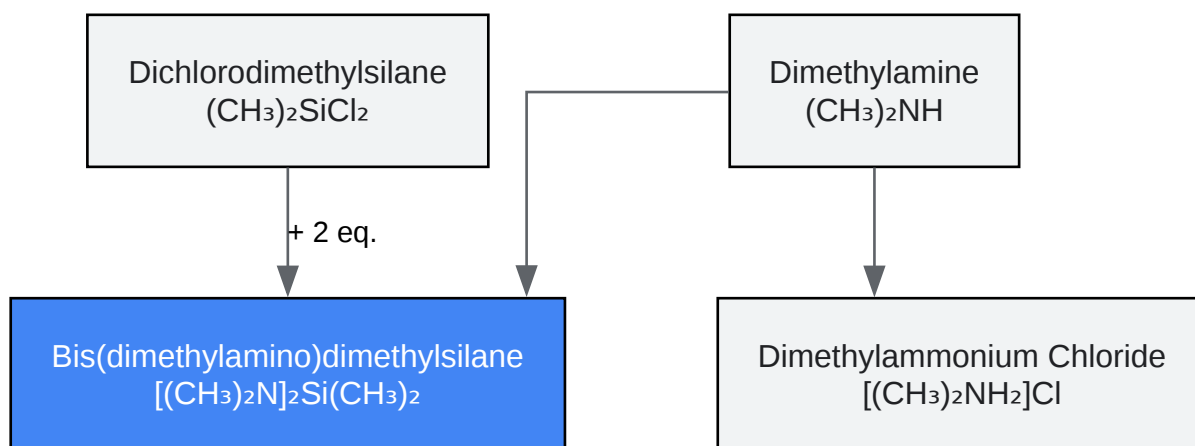 Dichlorodimethylsilane
(CH₃)₂SiCl₂
Dimethylamine
(CH₃)₂NH
+ 2 eq.
Bis(dimethylamino)dimethylsilane
[(CH₃)₂N]₂Si(CH₃)₂
Dimethylammonium Chloride
[(CH₃)₂NH₂]Cl